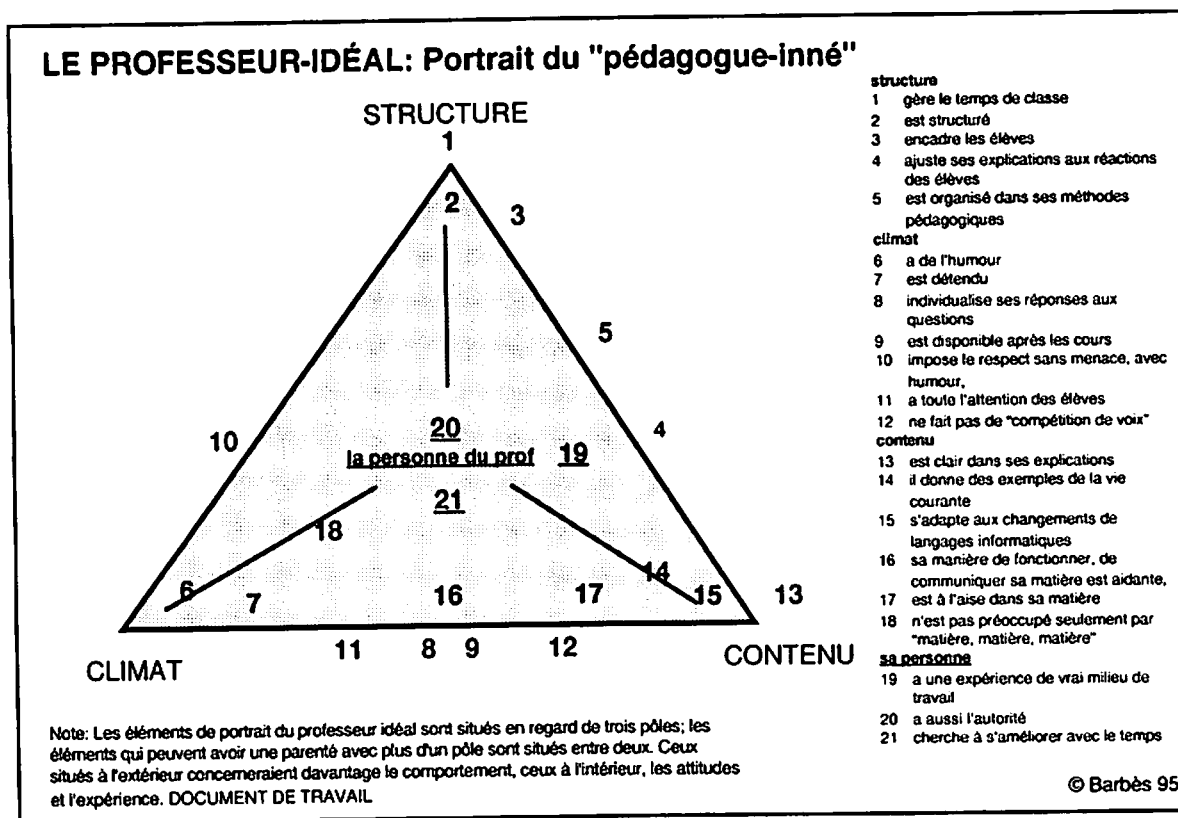 LE PROFESSEUR-IDÉAL: Portrait du "pédagogue-inné"
STRUCTURE
1
2
3
5
10
4
20
la personne du prof 19
21
18
6
7
16
17
14
15
13
11
8
9
12
CLIMAT
CONTENU
structure
1 gère le temps de classe
2 est structuré
3 encadre les élèves
4 ajuste ses explications aux réactions
des élèves
5 est organisé dans ses méthodes
pédagogiques
climat
6 a de l'humour
7 est détendu
8 individualise ses réponses aux
questions
9 est disponible après les cours
10 impose le respect sans menace, avec
humour,
11 a toute l'attention des élèves
12 ne fait pas de "compétition de voix"
contenu
13 est clair dans ses explications
14 il donne des exemples de la vie
courante
15 s'adapte aux changements de
langages informatiques
16 sa manière de fonctionner, de
communiquer sa matière est aidante,
17 est à l'aise dans sa matière
18 n'est pas préoccupé seulement par
"matière, matière, matière"
sa personne
19 a une expérience de vrai milieu de
travail
20 a aussi l'autorité
21 cherche à s'améliorer avec le temps
Note: Les éléments de portrait du professeur idéal sont situés en regard de trois pôles; les
éléments qui peuvent avoir une parenté avec plus d'un pôle sont situés entre deux. Ceux
situés à l'extérieur concerneraient davantage le comportement, ceux à l'intérieur, les attitudes
et l'expérience. DOCUMENT DE TRAVAIL
© Barbès 95